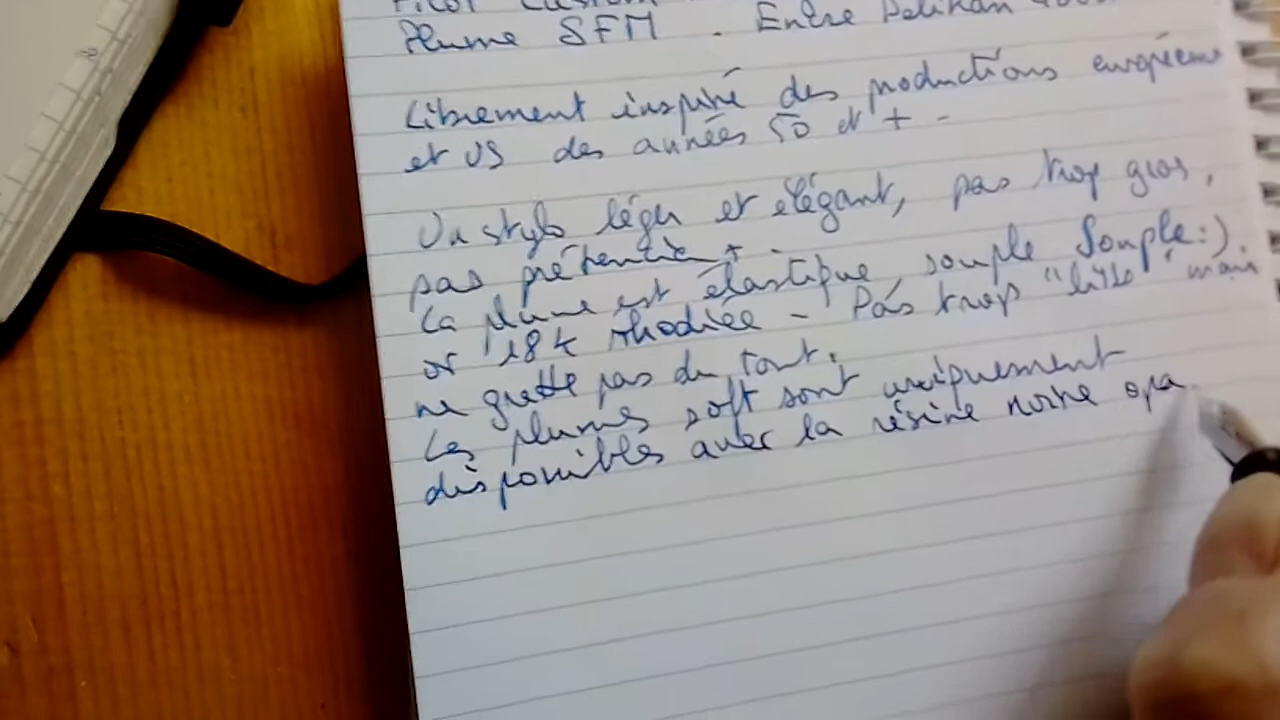 Plume SFM. Entre Pelikan
Librement inspiré des productions européenns
et US des années 50 et + -
Un stylo léger et élégant, pas trop gros,
pas prétentieux +
La plume est élastique, souple Souple:).
or 18k rhodiée - Pas trop "lisse" mais
ne gratte pas du tout.
Les plumes soft sont uniquement
disponibles avec la résine noire opa